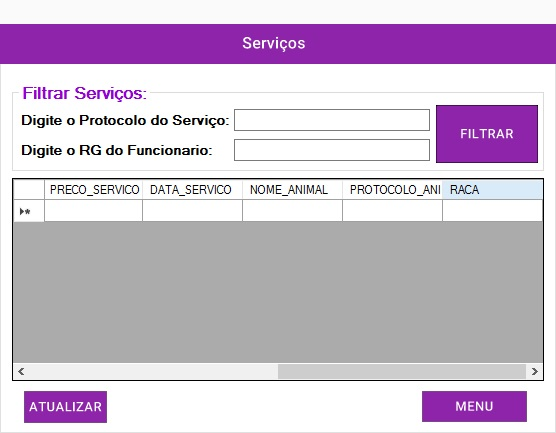 Serviços
Filtrar Serviços:
Digite o Protocolo do Serviço:
FILTRAR
Digite o RG do Funcionario:
PRECO_SERVICO DATA_SERVICO NOME_ANIMAL PROTOCOLO_ANI RACA
ATUALIZAR MENU